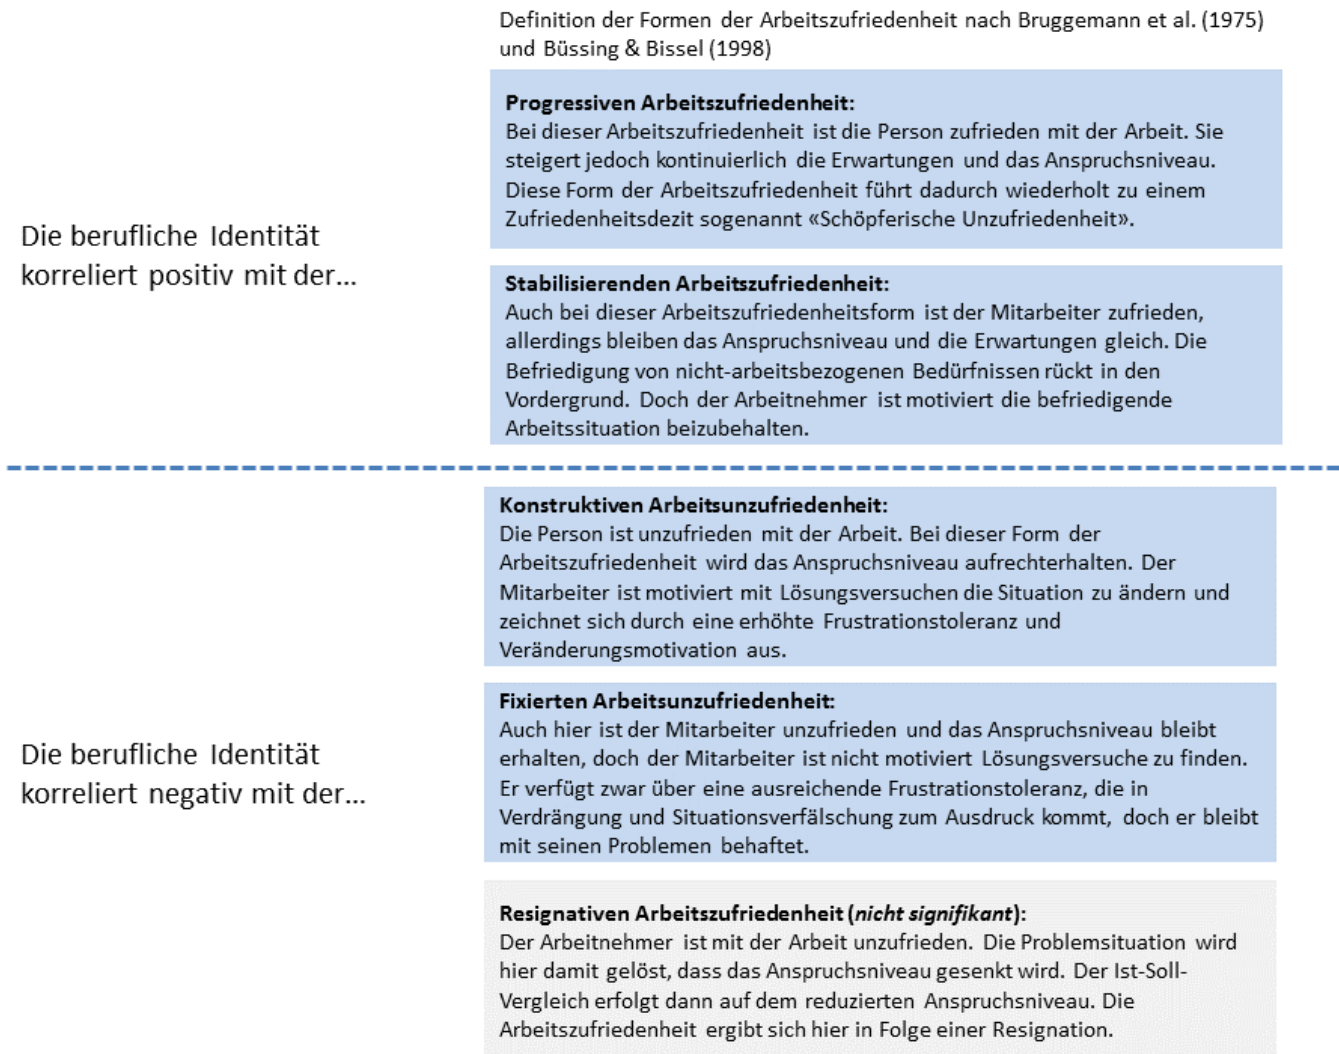 Definition der Formen der Arbeitszufriedenheit nach Bruggemann et al. (1975)
und Büssing & Bissel (1998)
Die berufliche Identität
korreliert positiv mit der...
Progressiven Arbeitszufriedenheit:
Bei dieser Arbeitszufriedenheit ist die Person zufrieden mit der Arbeit. Sie
steigert jedoch kontinuierlich die Erwartungen und das Anspruchsniveau.
Diese Form der Arbeitszufriedenheit führt dadurch wiederholt zu einem
Zufriedenheitsdezit sogenannt «Schöpferische Unzufriedenheit».
Stabilisierenden Arbeitszufriedenheit:
Auch bei dieser Arbeitszufriedenheitsform ist der Mitarbeiter zufrieden,
allerdings bleiben das Anspruchsniveau und die Erwartungen gleich. Die
Befriedigung von nicht-arbeitsbezogenen Bedürfnissen rückt in den
Vordergrund. Doch der Arbeitnehmer ist motiviert die befriedigende
Arbeitssituation beizubehalten.
Die berufliche Identität
korreliert negativ mit der...
Konstruktiven Arbeitsunzufriedenheit:
Die Person ist unzufrieden mit der Arbeit. Bei dieser Form der
Arbeitszufriedenheit wird das Anspruchsniveau aufrechterhalten. Der
Mitarbeiter ist motiviert mit Lösungsversuchen die Situation zu ändern und
zeichnet sich durch eine erhöhte Frustrationstoleranz und
Veränderungsmotivation aus.
Fixierten Arbeitsunzufriedenheit:
Auch hier ist der Mitarbeiter unzufrieden und das Anspruchsniveau bleibt
erhalten, doch der Mitarbeiter ist nicht motiviert Lösungsversuche zu finden.
Er verfügt zwar über eine ausreichende Frustrationstoleranz, die in
Verdrängung und Situationsverfälschung zum Ausdruck kommt, doch er bleibt
mit seinen Problemen behaftet.
Resignativen Arbeitszufriedenheit (nicht signifikant):
Der Arbeitnehmer ist mit der Arbeit unzufrieden. Die Problemsituation wird
hier damit gelöst, dass das Anspruchsniveau gesenkt wird. Der Ist-Soll-
Vergleich erfolgt dann auf dem reduzierten Anspruchsniveau. Die
Arbeitszufriedenheit ergibt sich hier in Folge einer Resignation.